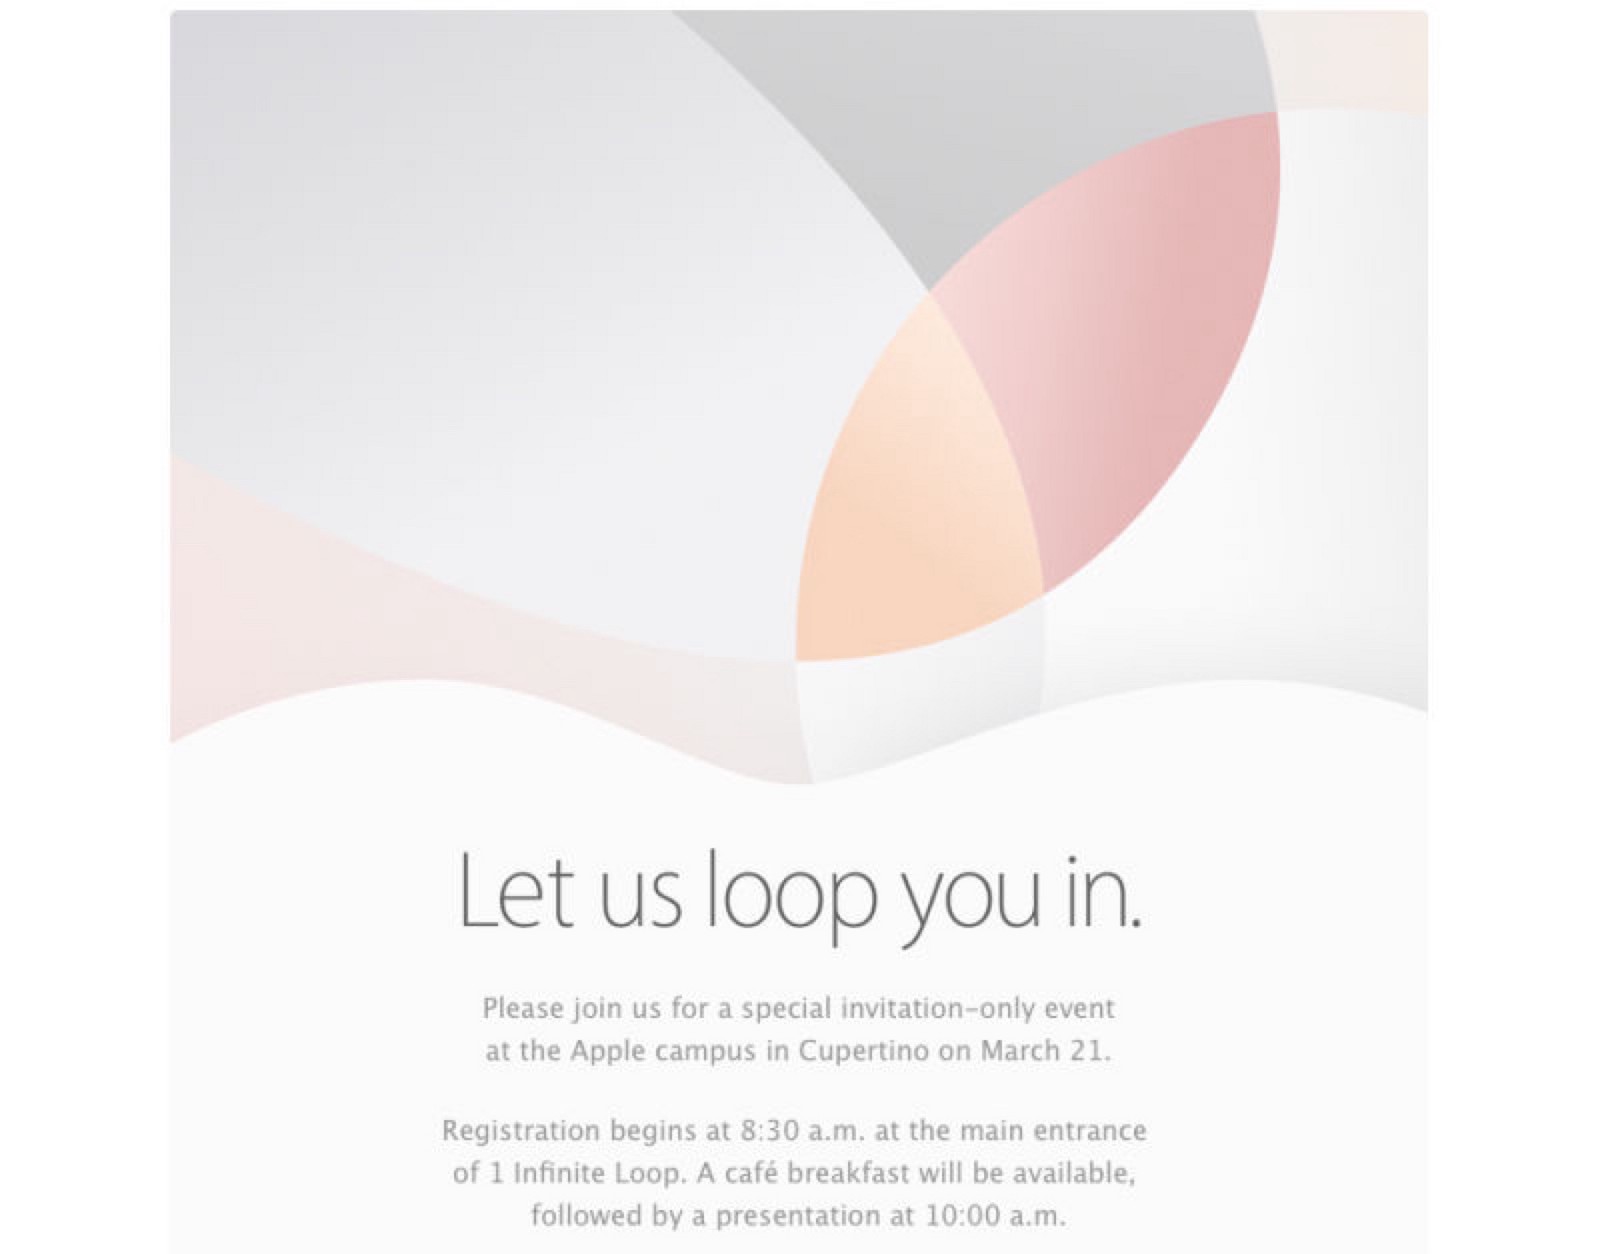 Let us loop you in.
Please join us for a special invitation-only event
at the Apple campus in Cupertino on March 21.
Registration begins at 8:30 a.m. at the main entrance
of 1 Infinite Loop. A café breakfast will be available,
followed by a presentation at 10:00 a.m.